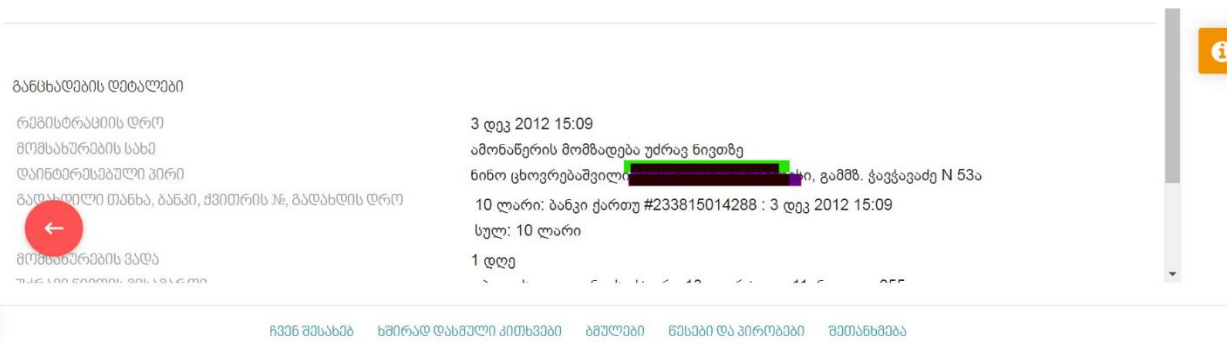 განცხადების დეტალები
რეგისტრაციის დრო 3 დეკ 2012 15:09
მომსახურების სახე ამონაწერის მომზადება უძრავ ნივთზე
დაინტერესებული პირი ნინო ცხოვრებაშვილი , გამმზ. ჭავჭავაძე N 53ა
გადახდილი თანხა, ბანკი, ქვითრის №, გადახდის დრო 10 ლარი: ბანკი ქართუ #233815014288 : 3 დეკ 2012 15:09
სულ: 10 ლარი
მომსახურების ვადა 1 დღე
ჩვენ შესახებ ხშირად დასმული კითხვები ბმულები წესები და პირობები შეთანხმება